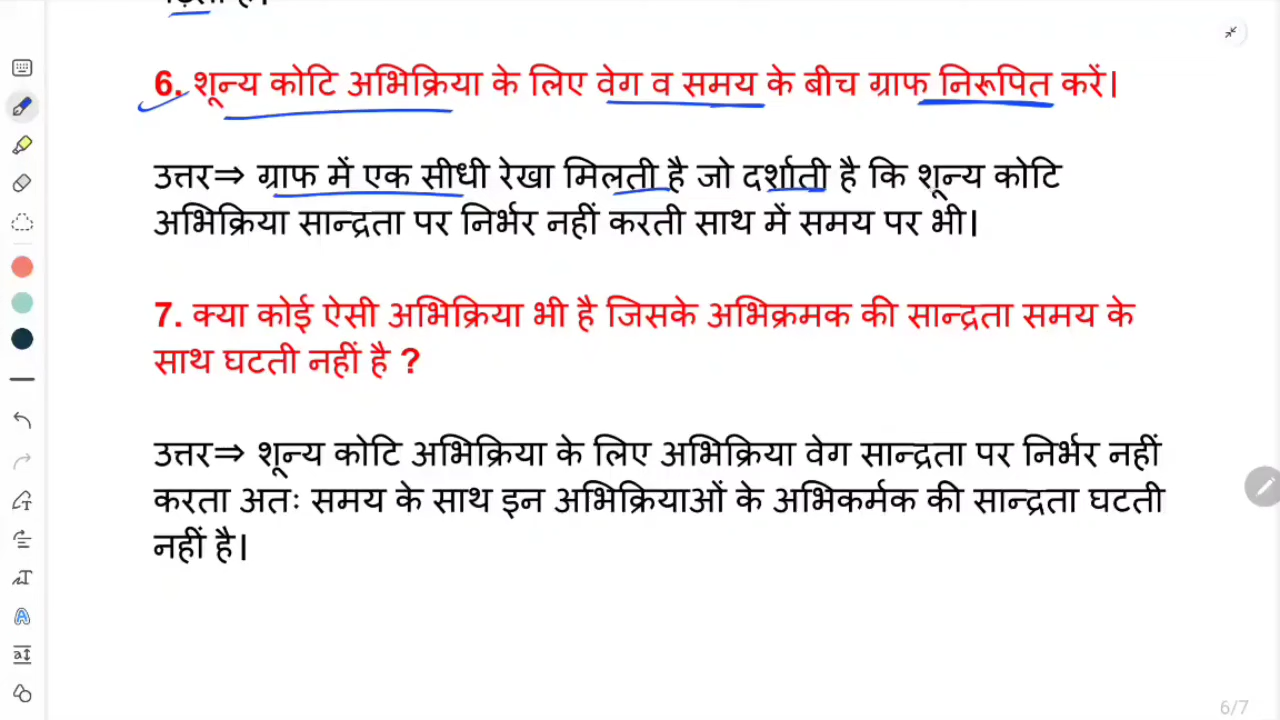 6. शून्य कोटि अभिक्रिया के लिए वेग व समय के बीच ग्राफ निरूपित करें।
उत्तर⇒ ग्राफ में एक सीधी रेखा मिलती है जो दर्शाती है कि शून्य कोटि
अभिक्रिया सान्द्रता पर निर्भर नहीं करती साथ में समय पर भी।
7. क्या कोई ऐसी अभिक्रिया भी है जिसके अभिक्रमक की सान्द्रता समय के
साथ घटती नहीं है ?
उत्तर⇒ शून्य कोटि अभिक्रिया के लिए अभिक्रिया वेग सान्द्रता पर निर्भर नहीं
करता अतः समय के साथ इन अभिक्रियाओं के अभिकर्मक की सान्द्रता घटती
नहीं है।
6/7